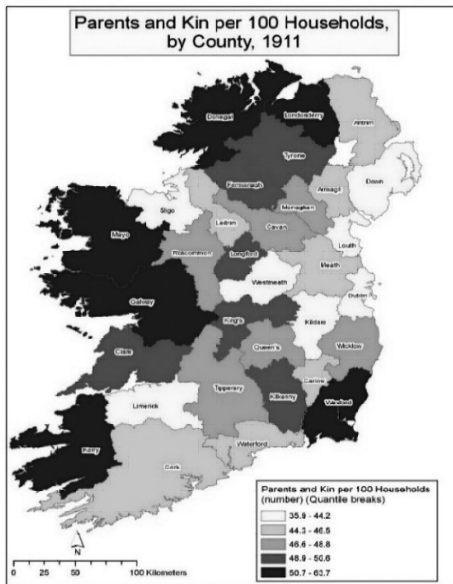 Parents and Kin per 100 Households,
by County, 1911
Donegal
Londonderry
Antrim
Tyrone
Fermanagh
Armagh
Down
Monaghan
Sligo
Leitrim
Cavan
Mayo
Roscommon
Longford
Louth
Meath
Westmeath
Galway
Dublin
King's
Kildare
Queen's
Wicklow
Clare
Carlow
Tipperary
Kilkenny
Wexford
Limerick
Waterford
Kerry
Cork
N
0 50 100 Kilometers
Parents and Kin per 100 Households
(number) (Quantile breaks)
35.9 - 44.2
44.3 - 46.5
46.6 - 48.8
48.9 - 50.6
50.7 - 63.7